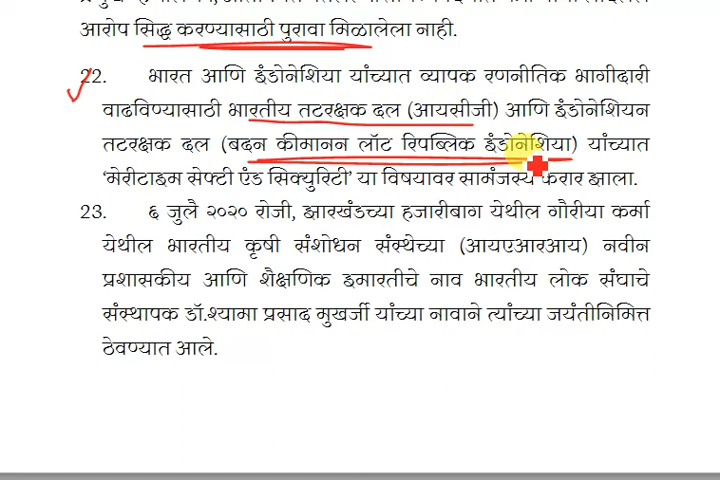 आरोप सिद्ध करण्यासाठी पुरावा मिळालेला नाही.
22. भारत आणि इंडोनेशिया यांच्यात व्यापक रणनीतिक भागीदारी
वाढविण्यासाठी भारतीय तटरक्षक दल (आयसीजी) आणि इंडोनेशियन
तटरक्षक दल (बदन कीमानन लॉट रिपब्लिक इंडोनेशिया) यांच्यात
‘मेरीटाइम सेफ्टी एंड सिक्युरिटी’ या विषयावर सामंजस्य करार झाला.
23. ६ जुलै २०२० रोजी, झारखंडच्या हजारीबाग येथील गौरीया कर्मा
येथील भारतीय कृषी संशोधन संस्थेच्या (आयएआरआय) नवीन
प्रशासकीय आणि शैक्षणिक इमारतीचे नाव भारतीय लोक संघाचे
संस्थापक डॉ.श्यामा प्रसाद मुखर्जी यांच्या नावाने त्यांच्या जयंतीनिमित्त
ठेवण्यात आले.